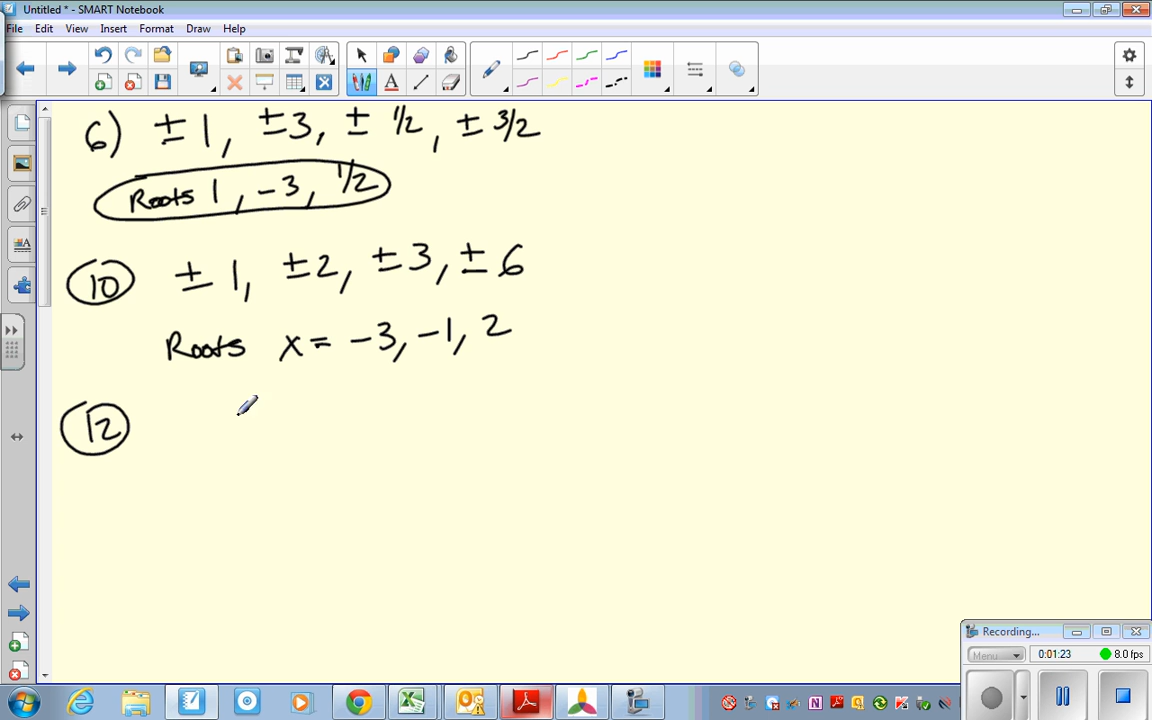 Untitled * - SMART Notebook
File Edit View Insert Format Draw Help
6) ± 1, ±3, ± 1/2, ± 3/2
Roots 1, -3, 1/2
10 ± 1, ±2, ±3, ± 6
Roots x = -3, -1, 2
12
Recording...
Menu 0:01:23 8.0 fps